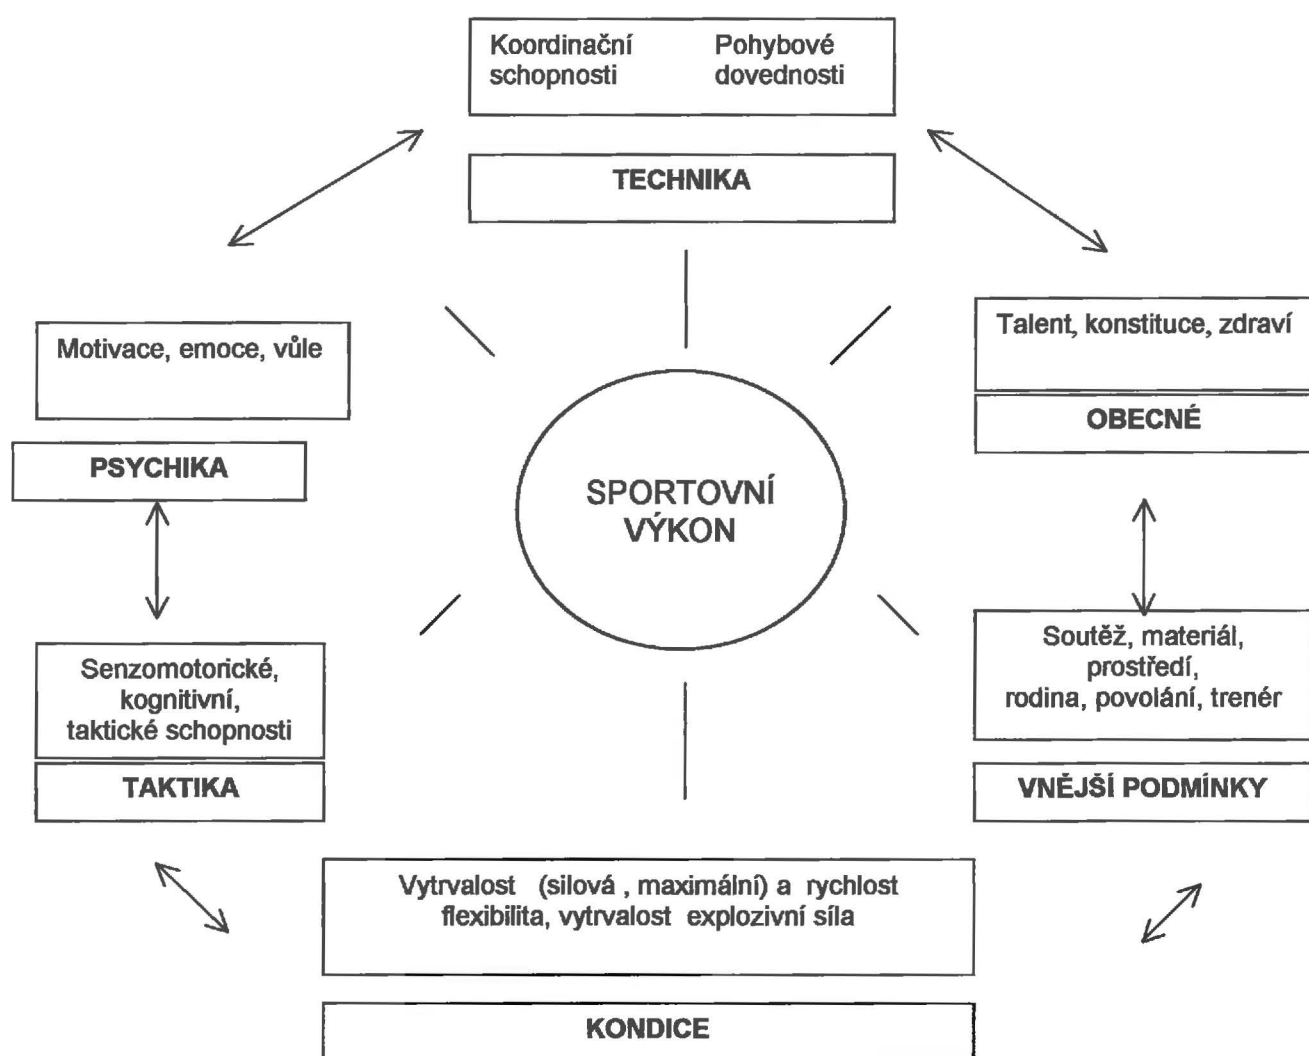 Koordinační Pohybové
schopnosti dovednosti
TECHNIKA
Motivace, emoce, vůle
PSYCHIKA
Talent, konstituce, zdraví
OBECNÉ
SPORTOVNÍ
VÝKON
Senzomotorické,
kognitivní,
taktické schopnosti
TAKTIKA
Soutěž, materiál,
prostředí,
rodina, povolání, trenér
VNĚJŠÍ PODMÍNKY
Vytrvalost (silová , maximální) a rychlost
flexibilita, vytrvalost explozivní síla
KONDICE